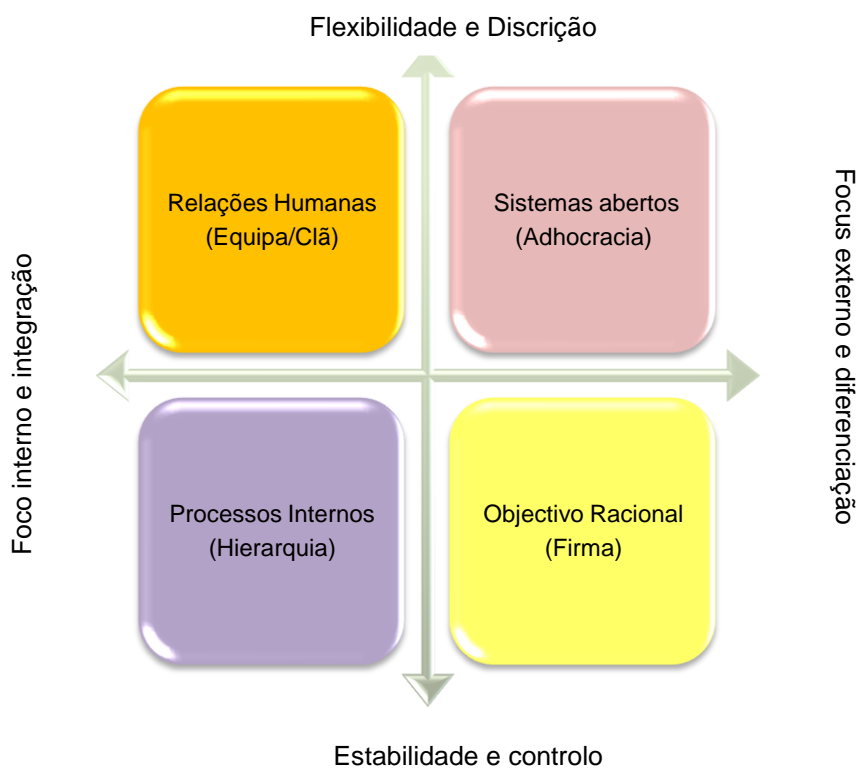 Flexibilidade e Discrição
Relações Humanas
(Equipa/Clã)
Sistemas abertos
(Adhocracia)
Foco interno e integração
Focus externo e diferenciação
Processos Internos
(Hierarquia)
Objectivo Racional
(Firma)
Estabilidade e controlo